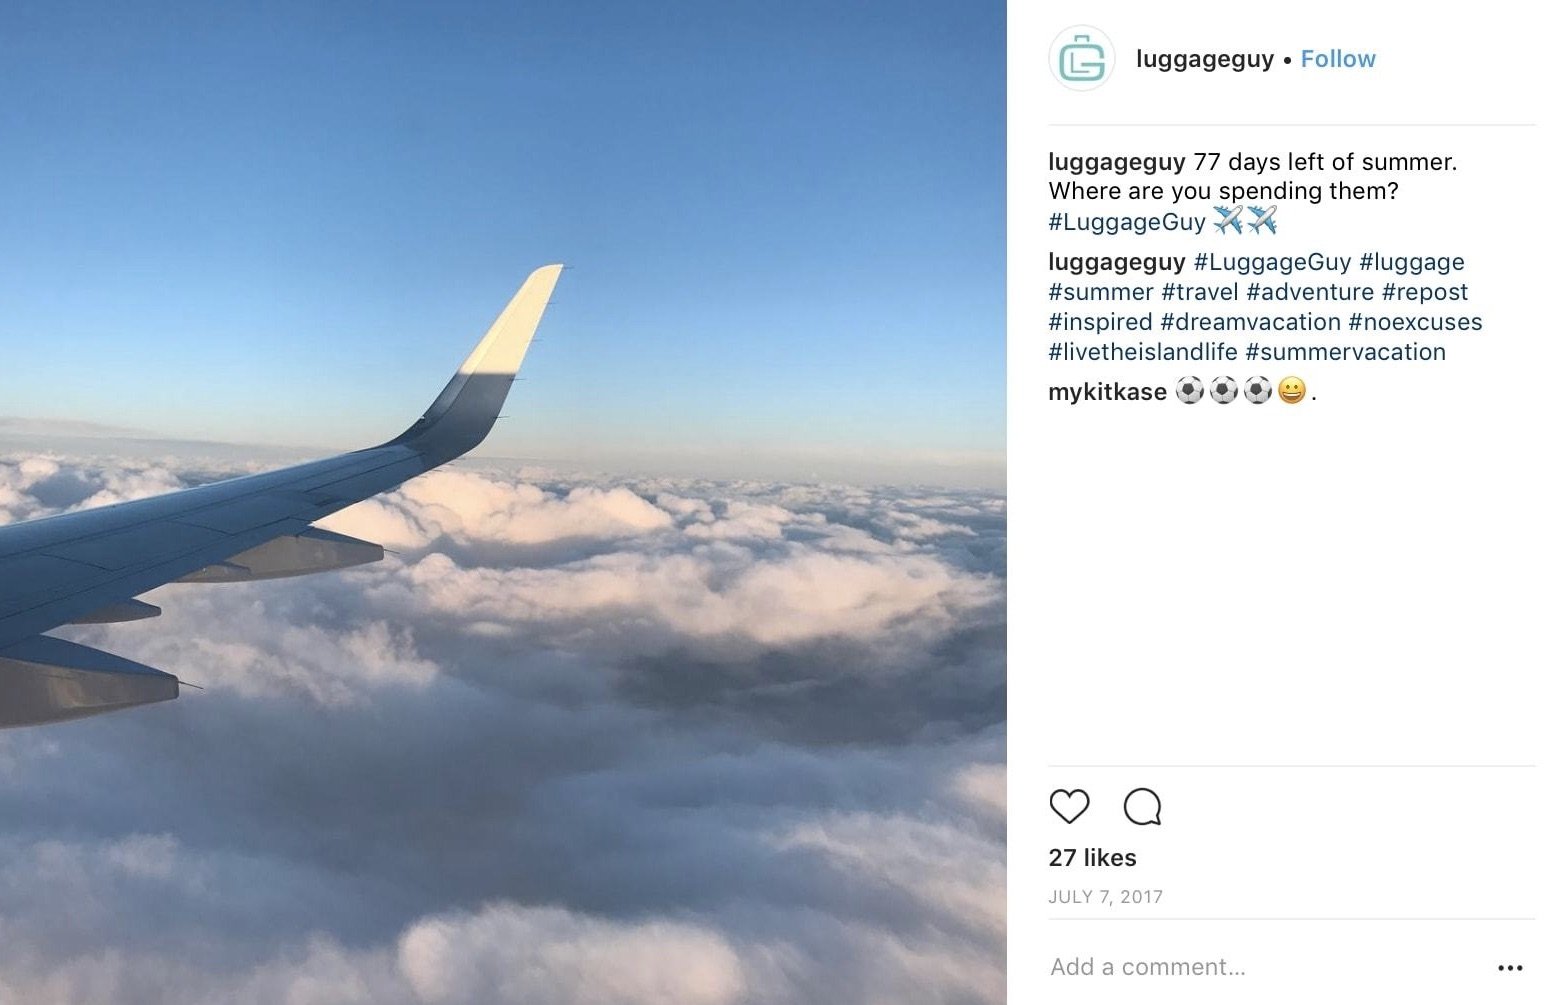 luggageguy • Follow
luggageguy 77 days left of summer.
Where are you spending them?
#LuggageGuy ✈️✈️
luggageguy #LuggageGuy #luggage
#summer #travel #adventure #repost
#inspired #dreamvacation #noexcuses
#livetheislandlife #summervacation
mykitkase ⚽⚽⚽😀.
27 likes
JULY 7, 2017
Add a comment...